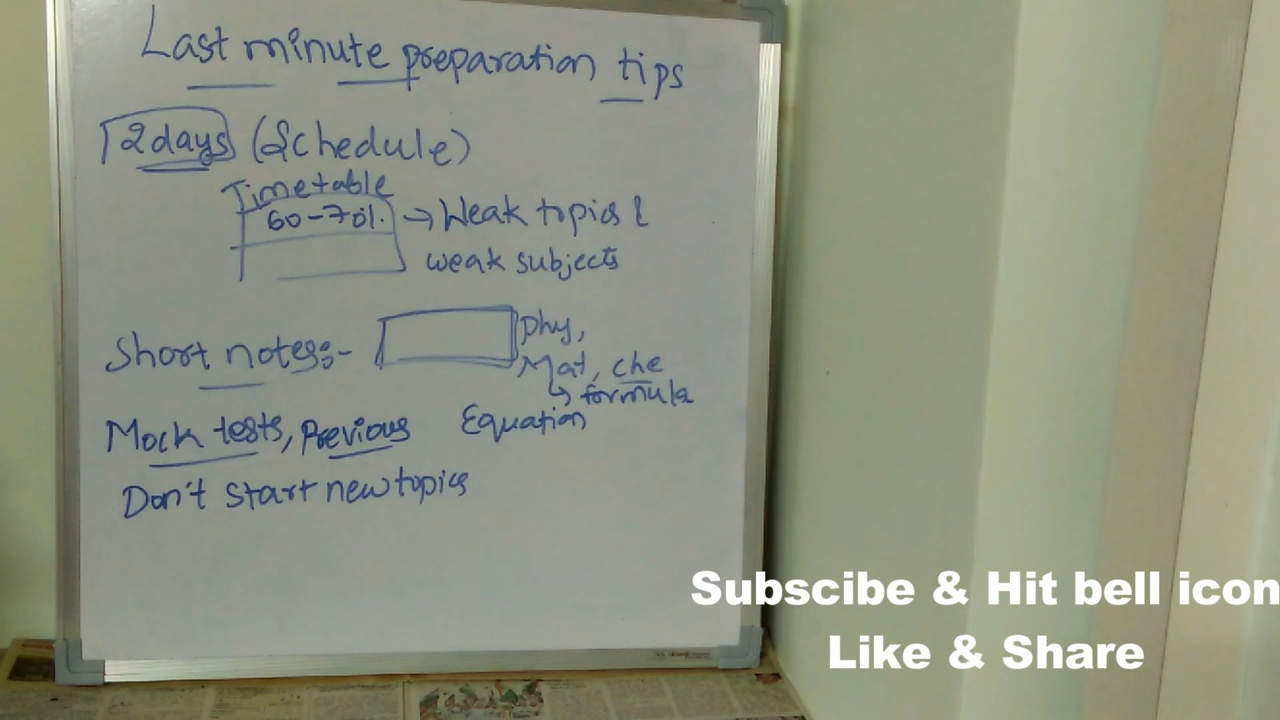 Last minute preparation tips
2days (Schedule)
Timetable
60-70%. → Weak topics &
weak subjects
Short notes:- Phy,
Mat, che
↳ formula
Mock tests, Previous Equation
Don't start new topics
Subscibe & Hit bell icon
Like & Share